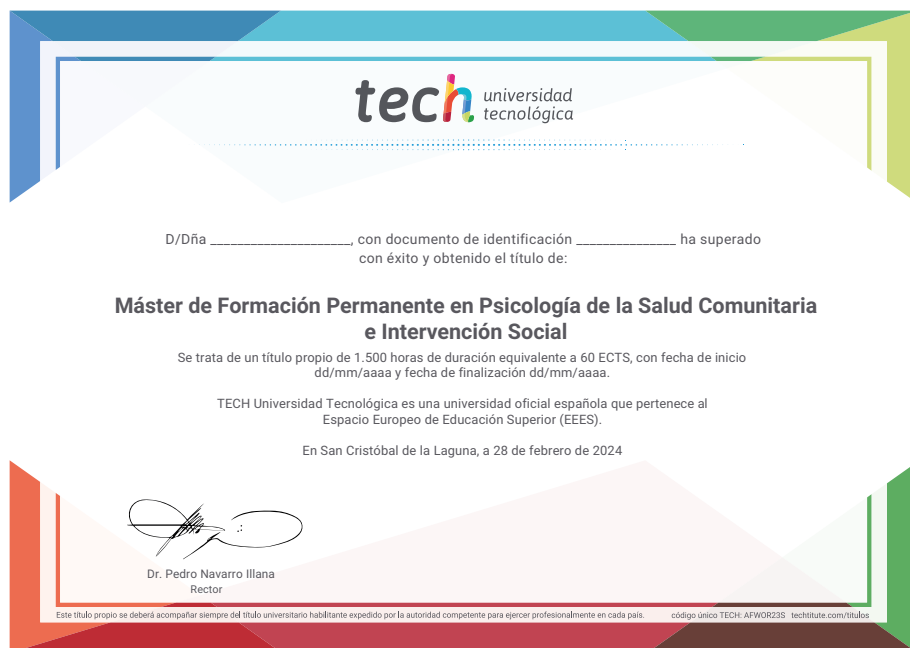 tech universidad
tecnológica
D/Dña _____________________, con documento de identificación _______________ ha superado
con éxito y obtenido el título de:
Máster de Formación Permanente en Psicología de la Salud Comunitaria
e Intervención Social
Se trata de un título propio de 1.500 horas de duración equivalente a 60 ECTS, con fecha de inicio
dd/mm/aaaa y fecha de finalización dd/mm/aaaa.
TECH Universidad Tecnológica es una universidad oficial española que pertenece al
Espacio Europeo de Educación Superior (EEES).
En San Cristóbal de la Laguna, a 28 de febrero de 2024
Dr. Pedro Navarro Illana
Rector
Este título propio se deberá acompañar siempre del título universitario habilitante expedido por la autoridad competente para ejercer profesionalmente en cada país. código único TECH: AFWOR23S techtitute.com/titulos